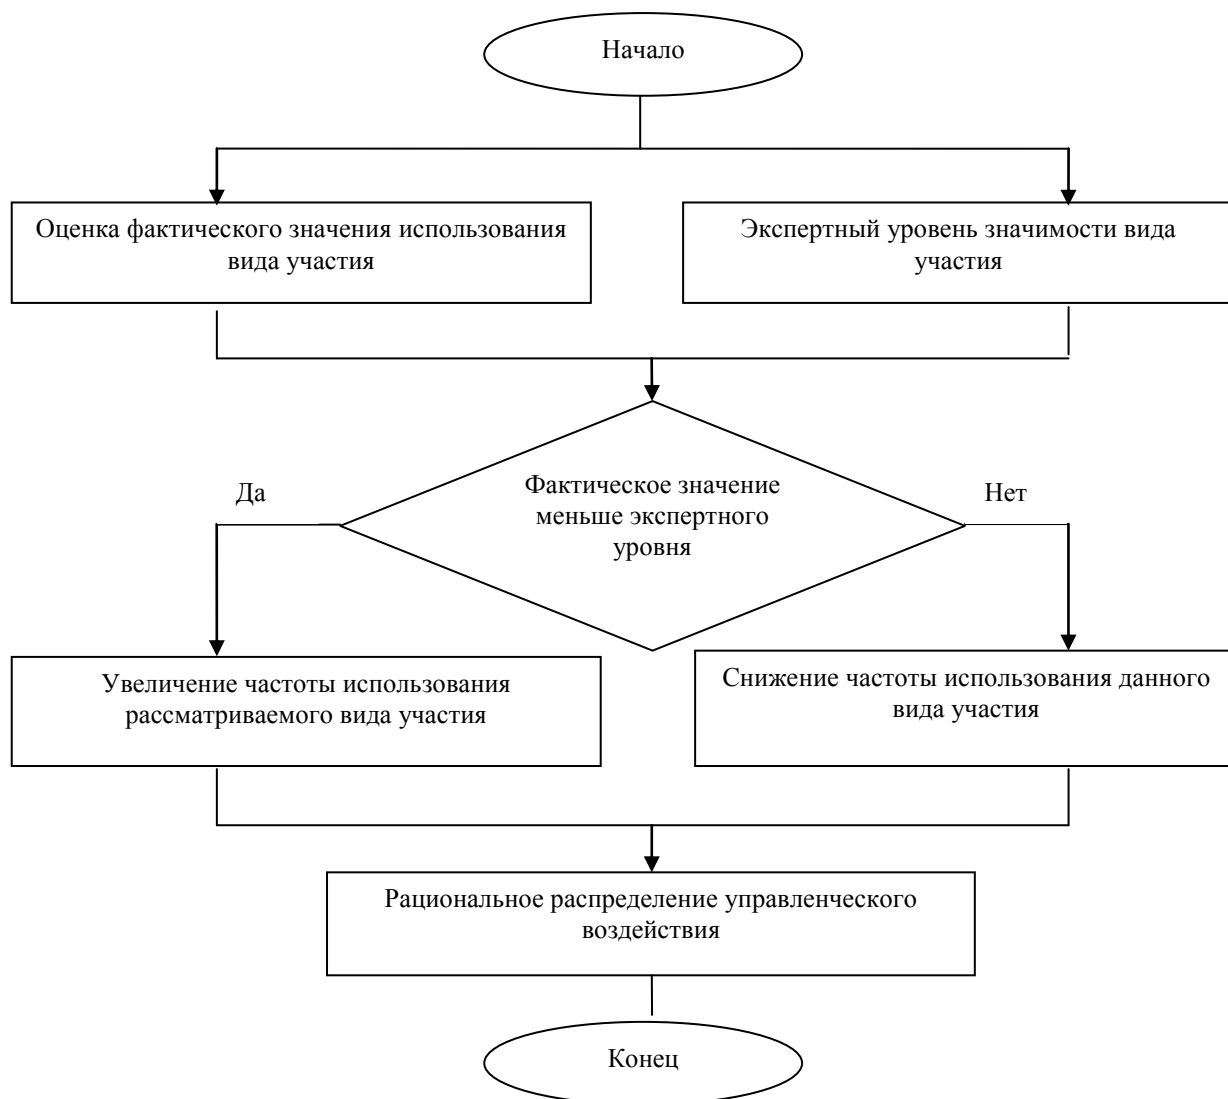 Начало
Оценка фактического значения использования
вида участия
Экспертный уровень значимости вида
участия
Фактическое значение
меньше экспертного
уровня
Да
Нет
Увеличение частоты использования
рассматриваемого вида участия
Снижение частоты использования данного
вида участия
Рациональное распределение управленческого
воздействия
Конец